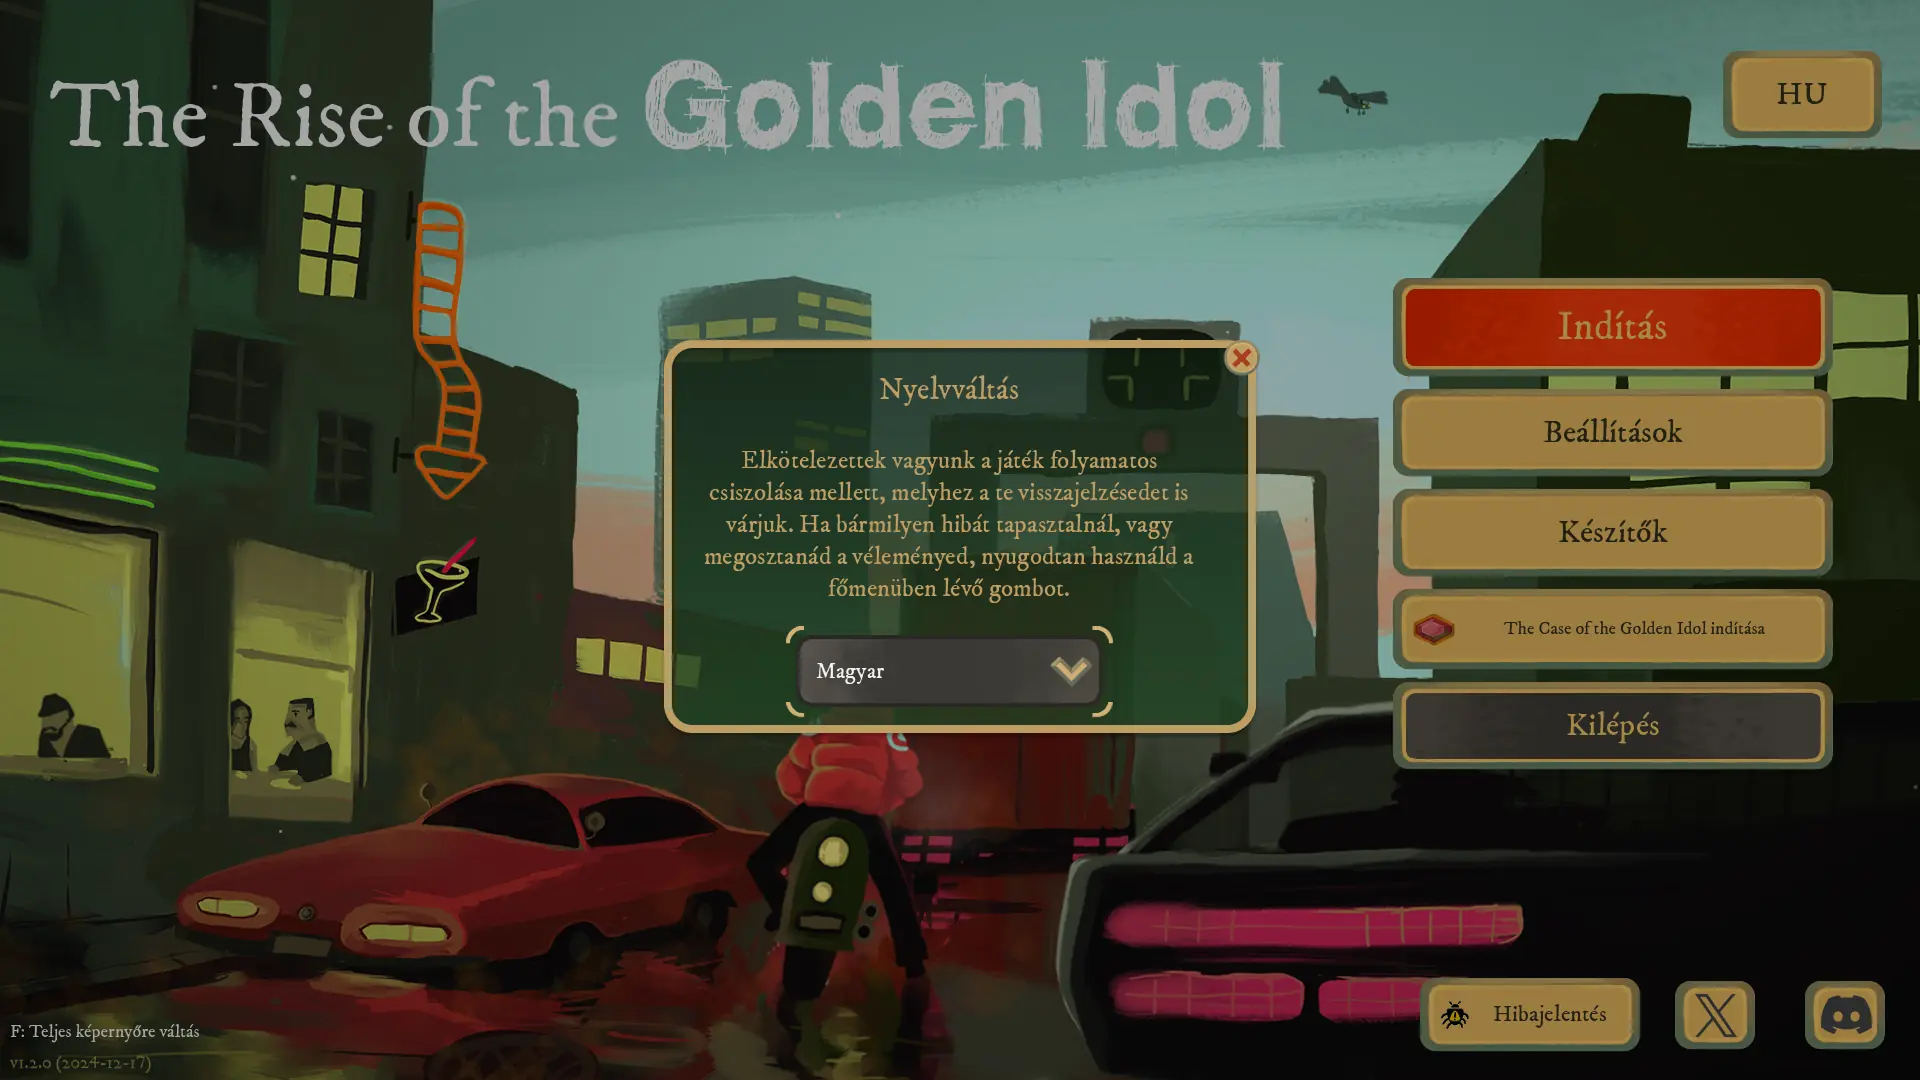 The Rise of the Golden Idol
HU
Indítás
Beállítások
Készítők
The Case of the Golden Idol indítása
Kilépés
Nyelvváltás
Elkötelezettek vagyunk a játék folyamatos
csiszolása mellett, melyhez a te visszajelzésedet is
várjuk. Ha bármilyen hibát tapasztalnál, vagy
megosztanád a véleményed, nyugodtan használd a
főmenüben lévő gombot.
Magyar
Hibajelentés
F: Teljes képernyőre váltás
v1.2.0 (2024-12-17)